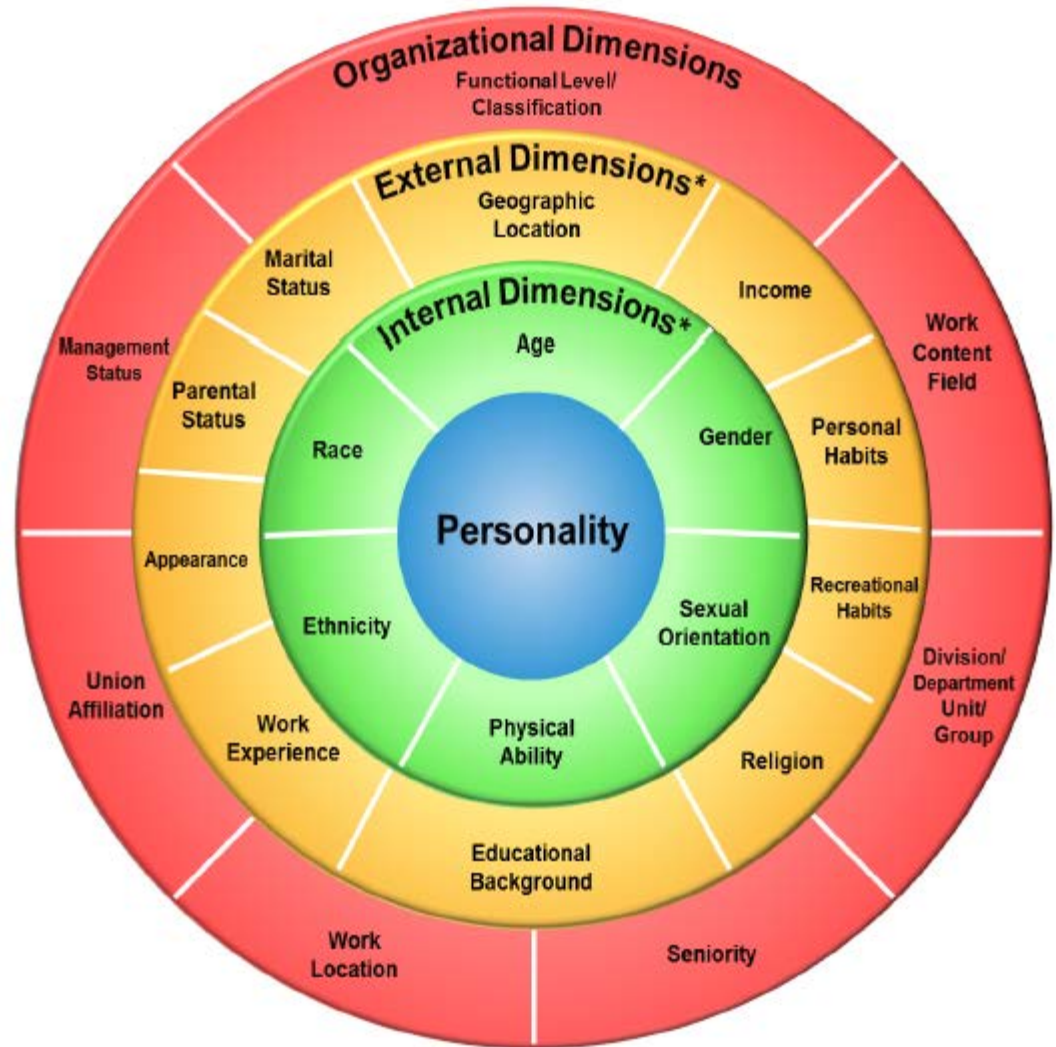 Organizational Dimensions
Functional Level/
Classification
External Dimensions*
Geographic
Location
Marital
Status
Income
Internal Dimensions*
Age
Management
Status
Work
Content
Field
Parental
Status
Race
Gender
Personal
Habits
Personality
Appearance
Ethnicity
Sexual
Orientation
Recreational
Habits
Union
Affiliation
Division/
Department
Unit/
Group
Work
Experience
Physical
Ability
Religion
Educational
Background
Work
Location
Seniority